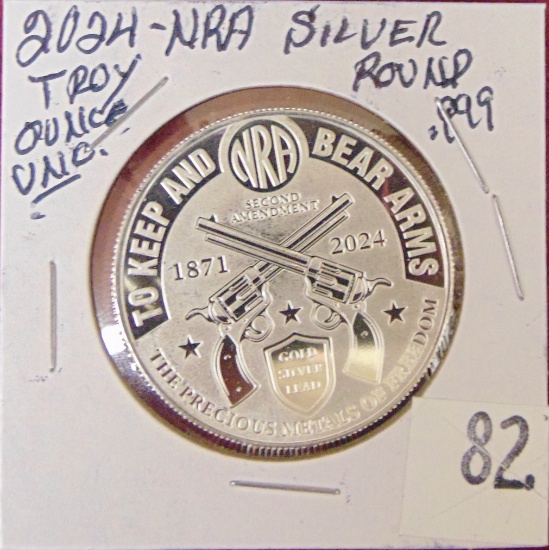 2024-NRA SILVER
TROY ROUND
OUNCE .999
UNC.
TO KEEP AND NRA BEAR ARMS
SECOND
AMENDMENT
1871 2024
GOLD
SILVER
LEAD
THE PRECIOUS METALS OF FREEDOM
82.